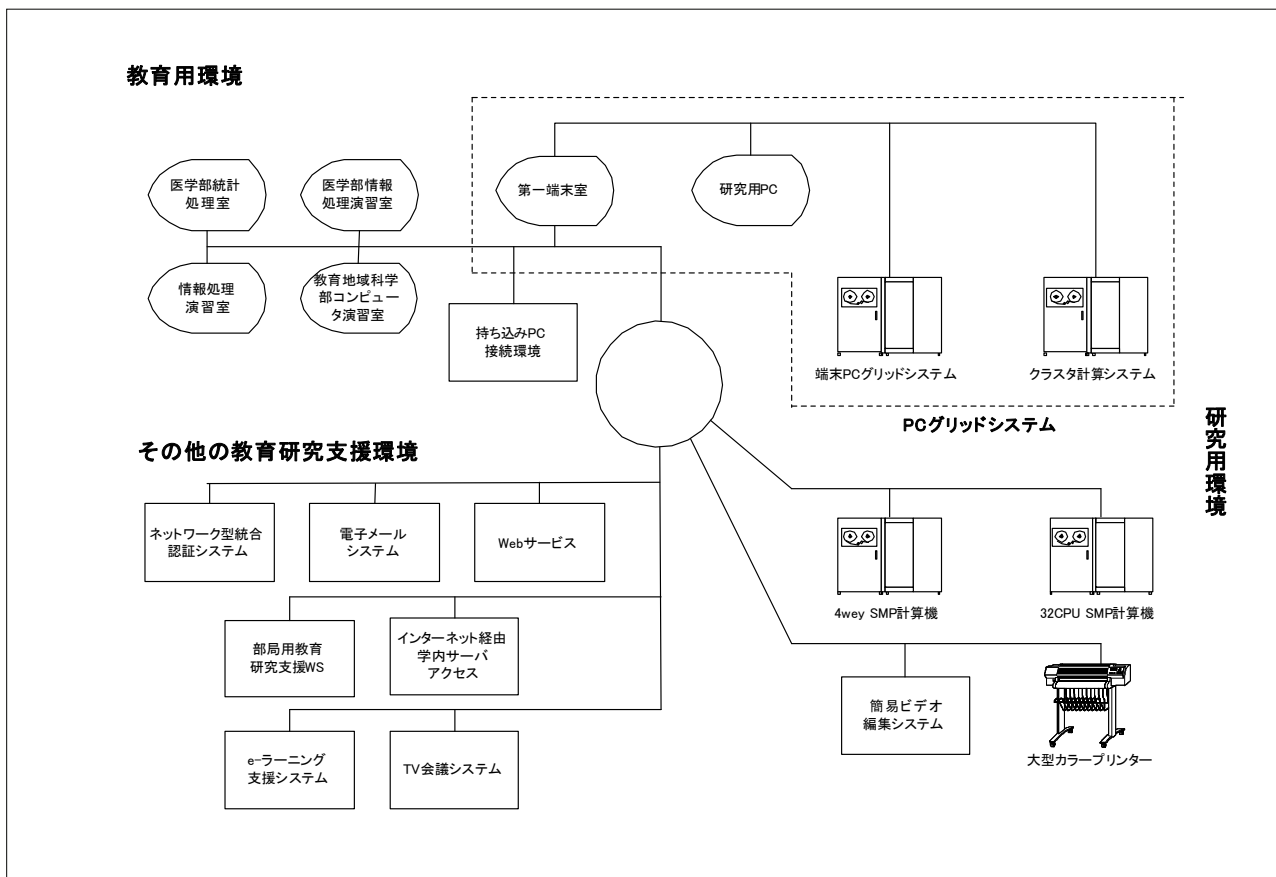 教育用環境
医学部統計
処理室
医学部情報
処理演習室
第一端末室
研究用PC
情報処理
演習室
教育地域科学
部コンピュー
タ演習室
持ち込みPC
接続環境
端末PCグリッドシステム
クラスタ計算システム
PCグリッドシステム
研究用環境
その他の教育研究支援環境
ネットワーク型統合
認証システム
電子メール
システム
Webサービス
4wey SMP計算機
32CPU SMP計算機
部局用教育
研究支援WS
インターネット経由
学内サーバ
アクセス
簡易ビデオ
編集システム
大型カラープリンター
e-ラーニング
支援システム
TV会議システム